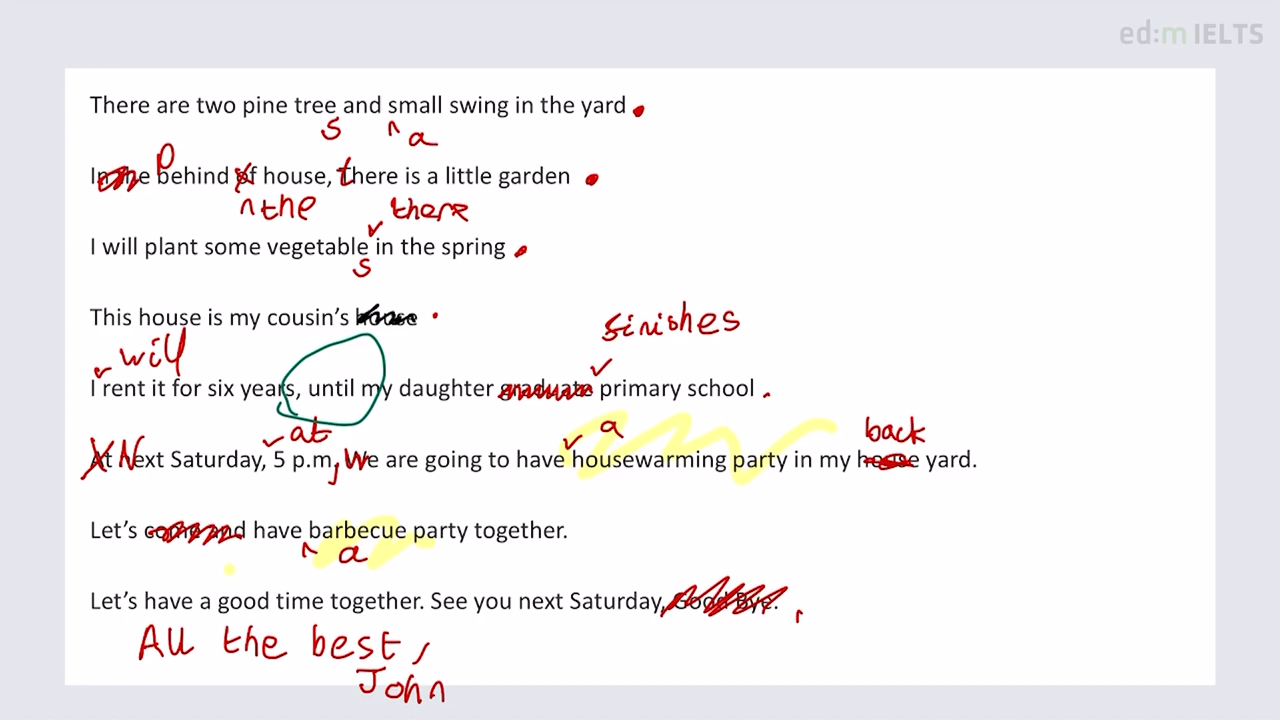 ed:m IELTS
There are two pine tree and small swing in the yard .
s ^ a
B
In the behind of house, There is a little garden .
t
^ the there
I will plant some vegetable in the spring .
s
This house is my cousin's house .
will finishes
I rent it for six years, until my daughter graduate primary school .
at a back
At next Saturday, 5 p.m, We are going to have housewarming party in my house yard.
N , w
Let's come and have barbecue party together.
^ a
Let's have a good time together. See you next Saturday, Good Bye.
All the best,
John